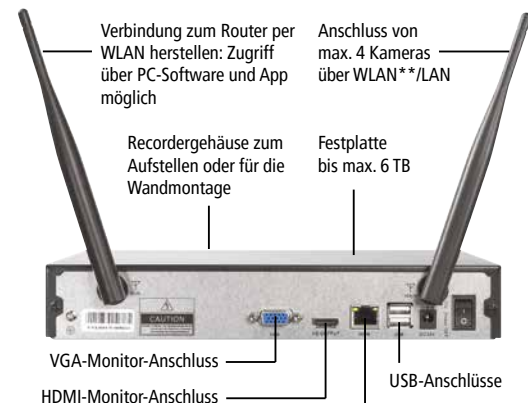 Verbindung zum Router per
WLAN herstellen: Zugriff
über PC-Software und App
möglich
Anschluss von
max. 4 Kameras
über WLAN**/LAN
Recordergehäuse zum
Aufstellen oder für die
Wandmontage
Festplatte
bis max. 6 TB
CAUTION
VGA-Monitor-Anschluss
HDMI-Monitor-Anschluss
USB-Anschlüsse